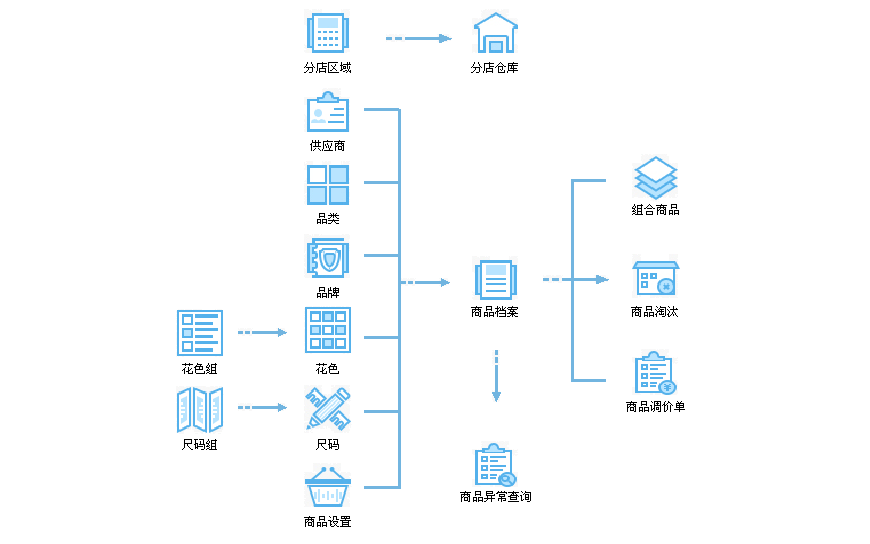 分店区域
分店仓库
供应商
品类
组合商品
品牌
商品档案
商品淘汰
花色组
花色
商品调价单
尺码组
尺码
商品异常查询
商品设置